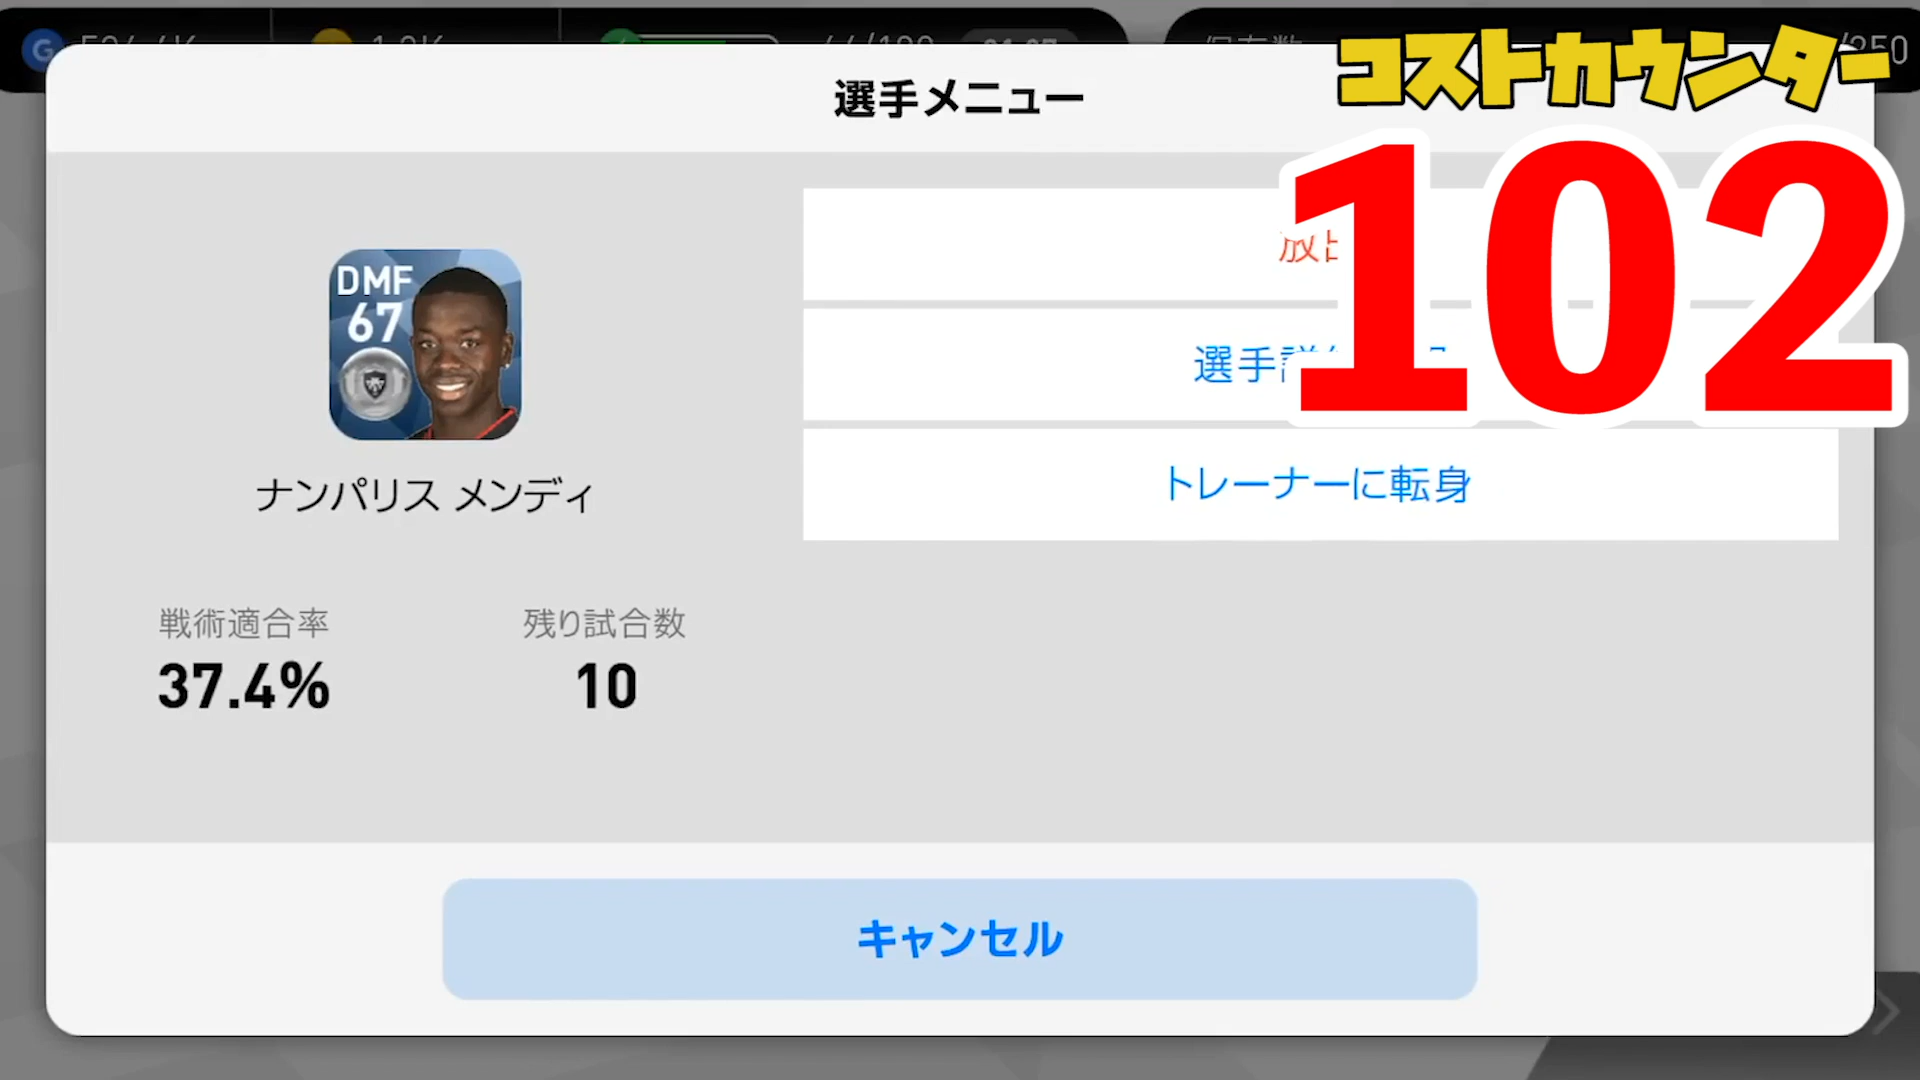 コストカウンター
選手メニュー
102
DMF
67
選手
ナンパリス メンディ
トレーナーに転身
戦術適合率
残り試合数
37.4%
10
キャンセル